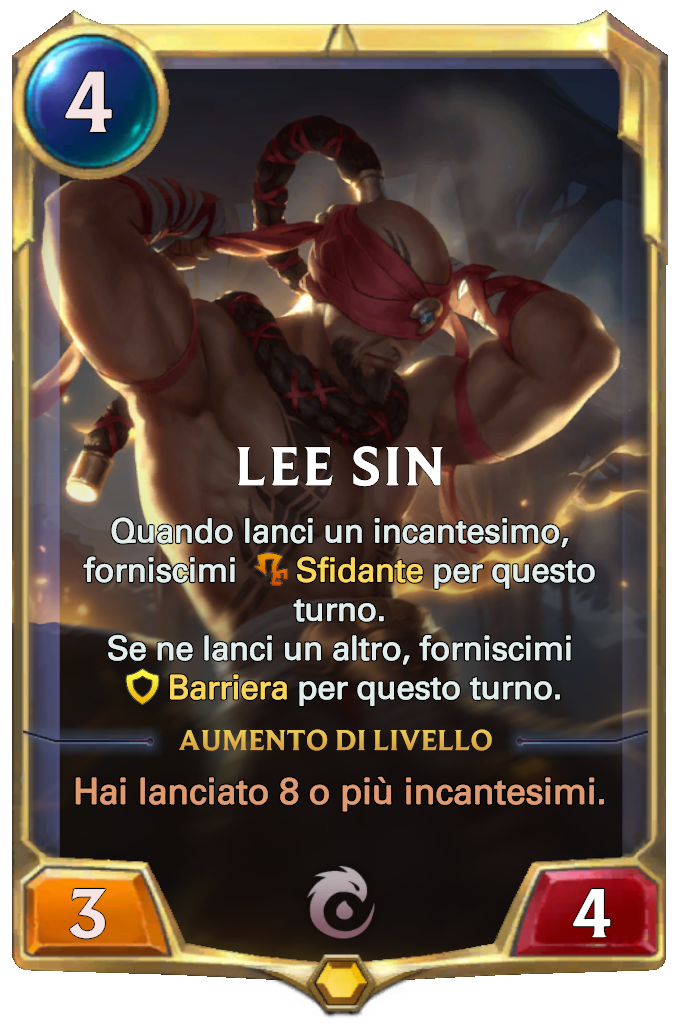 4
LEE SIN
Quando lanci un incantesimo,
forniscimi Sfidante per questo
turno.
Se ne lanci un altro, forniscimi
Barriera per questo turno.
AUMENTO DI LIVELLO
Hai lanciato 8 o più incantesimi.
3
4